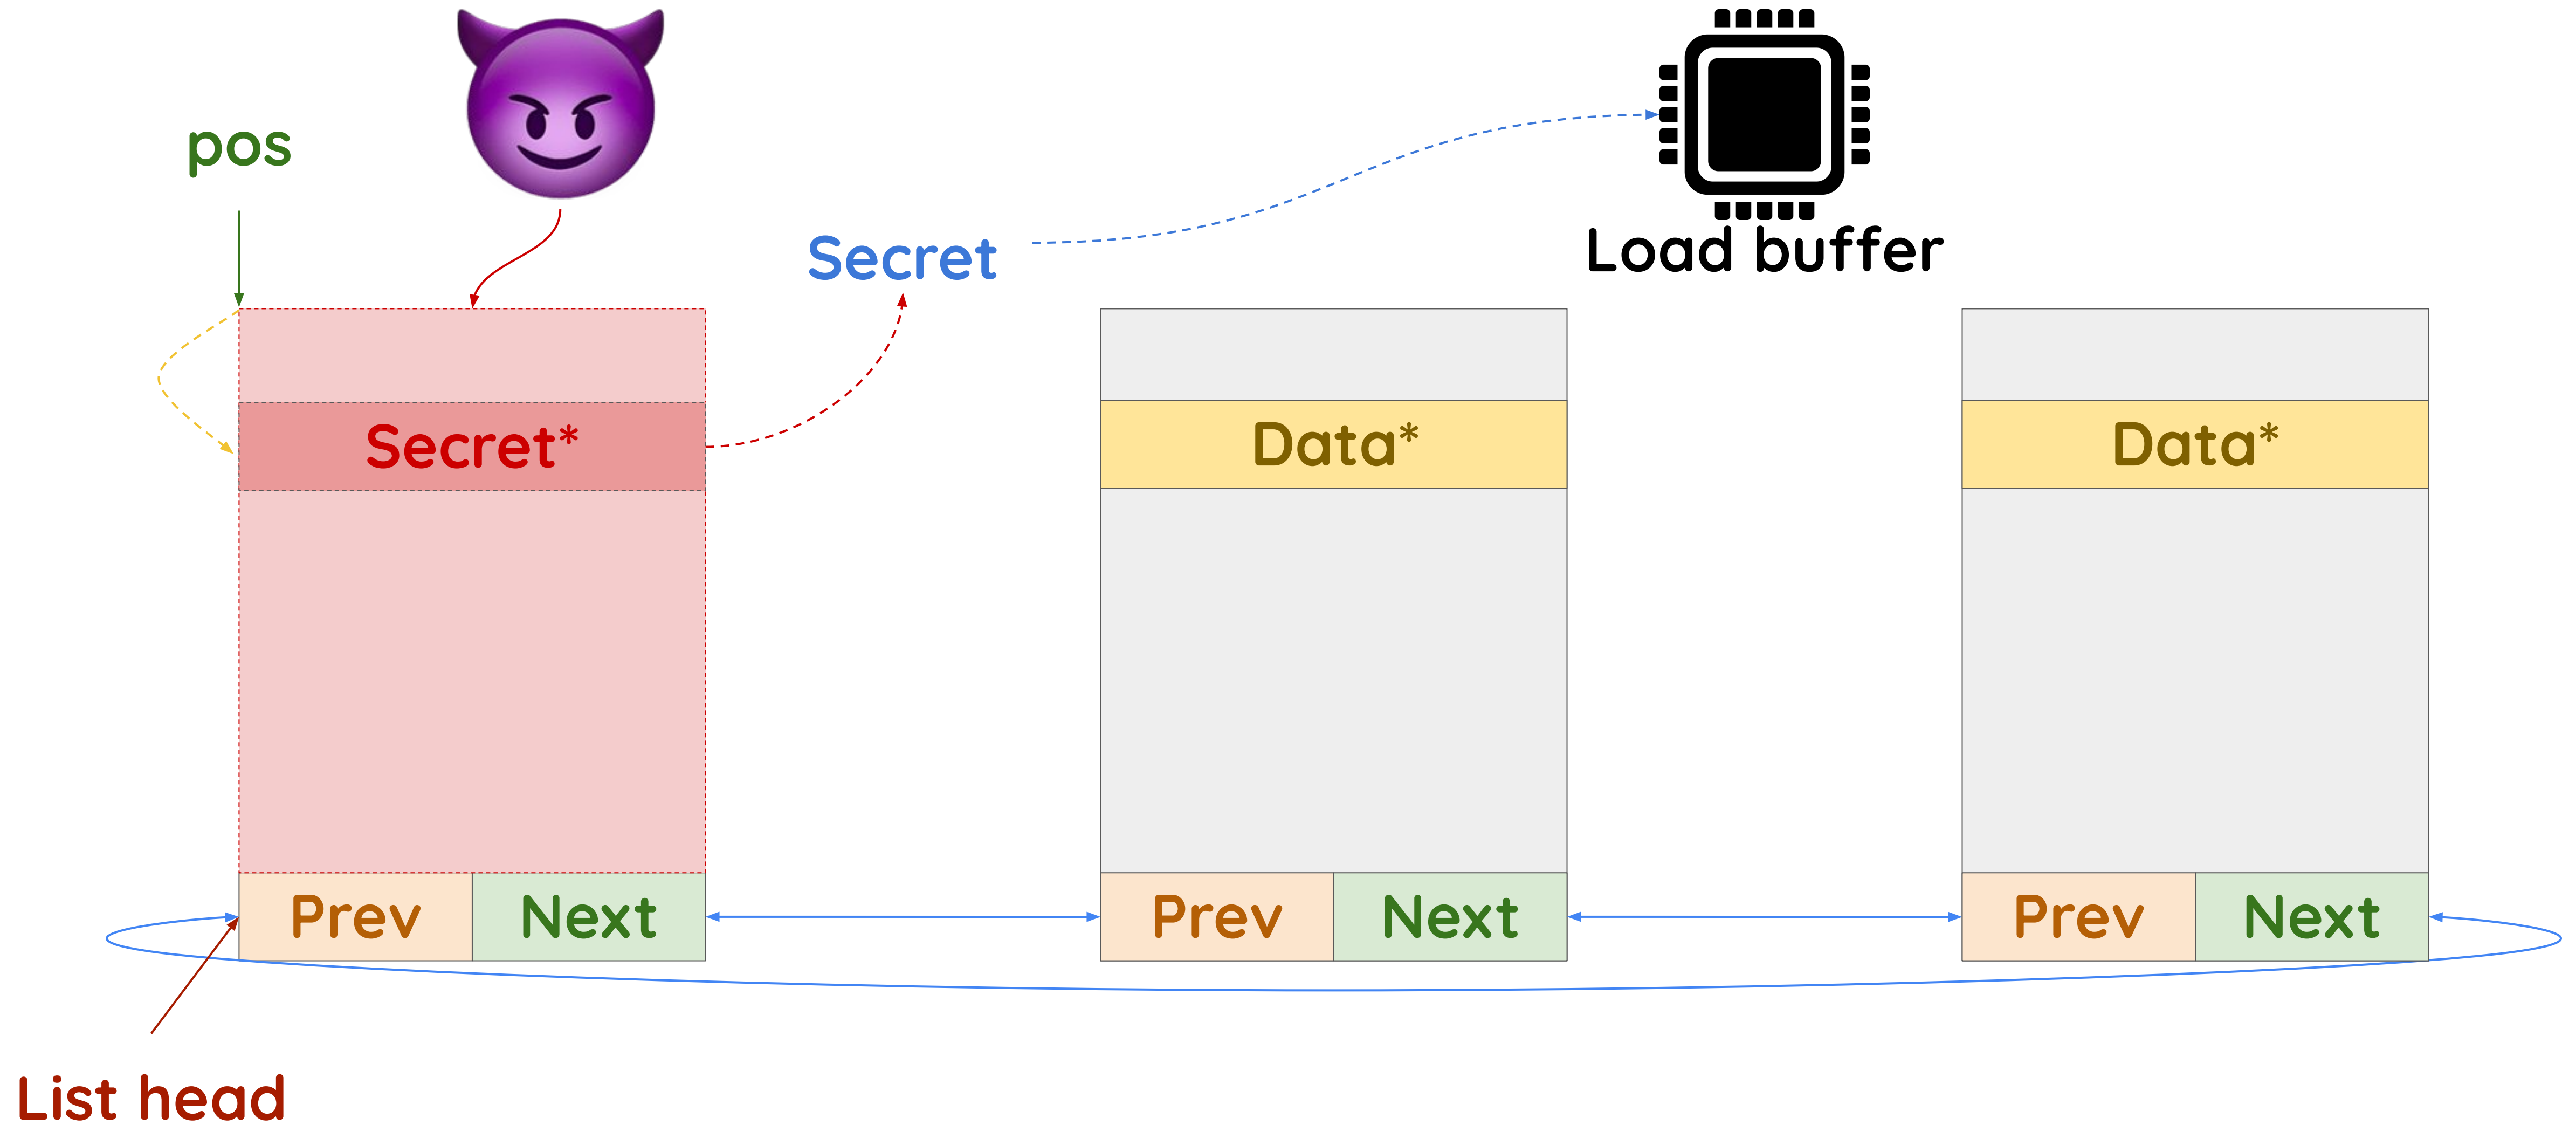 pos
Secret
Load buffer
Secret*
Data*
Data*
Prev
Next
Prev
Next
Prev
Next
List head